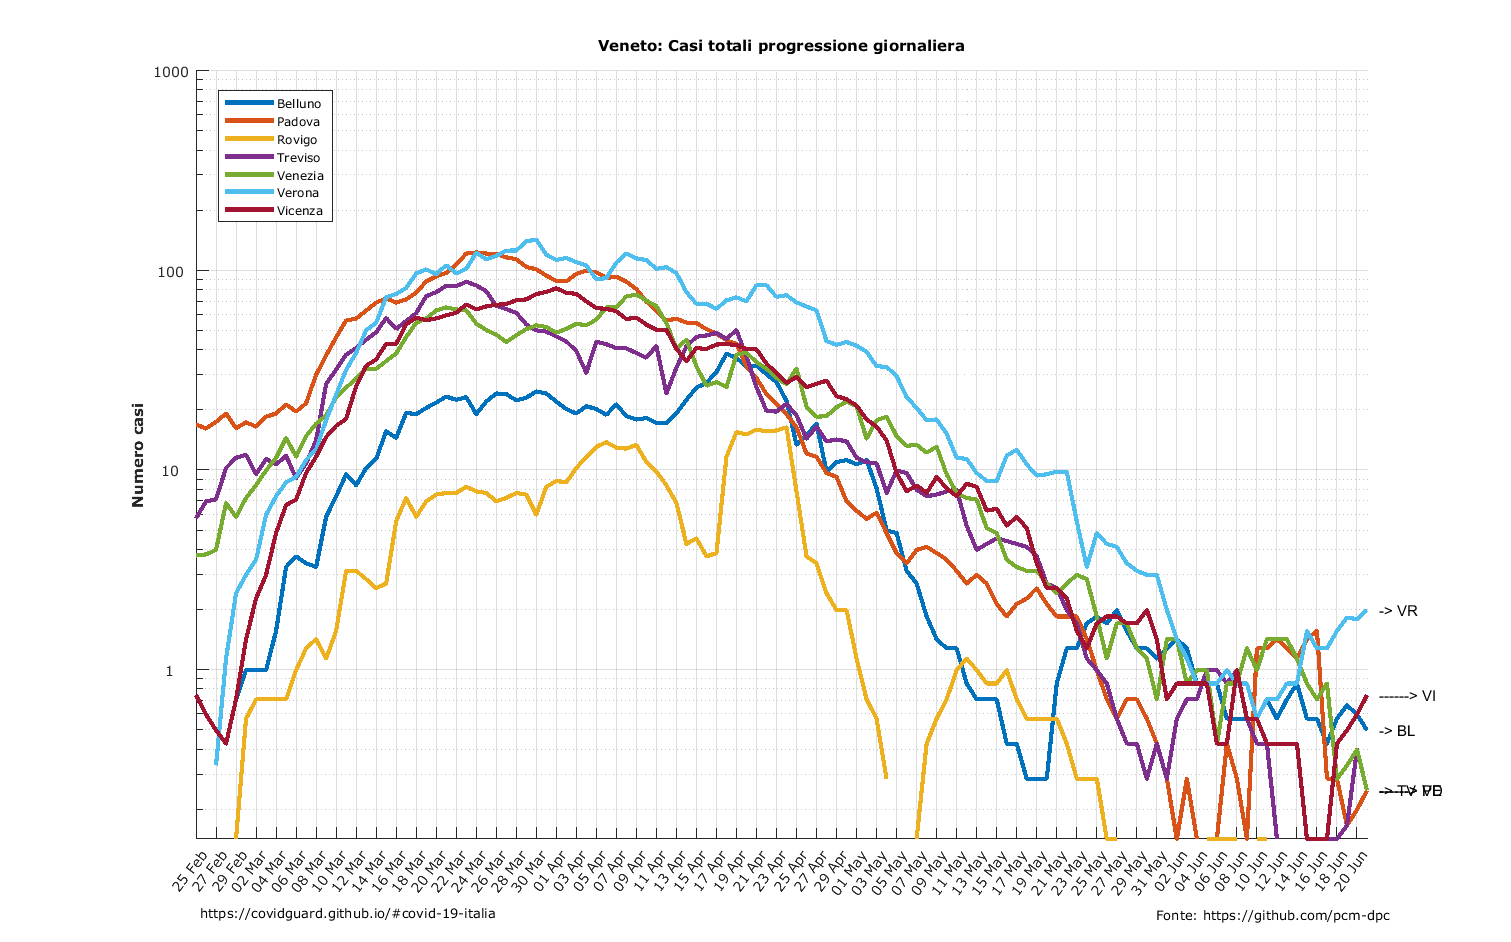 Veneto: Casi totali progressione giornaliera
1000
100
10
1
Numero casi
Belluno
Padova
Rovigo
Treviso
Venezia
Verona
Vicenza
-> VR
------> VI
-> BL
25 Feb
27 Feb
29 Feb
02 Mar
04 Mar
06 Mar
08 Mar
10 Mar
12 Mar
14 Mar
16 Mar
18 Mar
20 Mar
22 Mar
24 Mar
26 Mar
28 Mar
30 Mar
01 Apr
03 Apr
05 Apr
07 Apr
09 Apr
11 Apr
13 Apr
15 Apr
17 Apr
19 Apr
21 Apr
23 Apr
25 Apr
27 Apr
29 Apr
01 May
03 May
05 May
07 May
09 May
11 May
13 May
15 May
17 May
19 May
21 May
23 May
25 May
27 May
29 May
31 May
02 Jun
04 Jun
06 Jun
08 Jun
10 Jun
12 Jun
14 Jun
16 Jun
18 Jun
20 Jun
https://covidguard.github.io/#covid-19-italia
Fonte: https://github.com/pcm-dpc